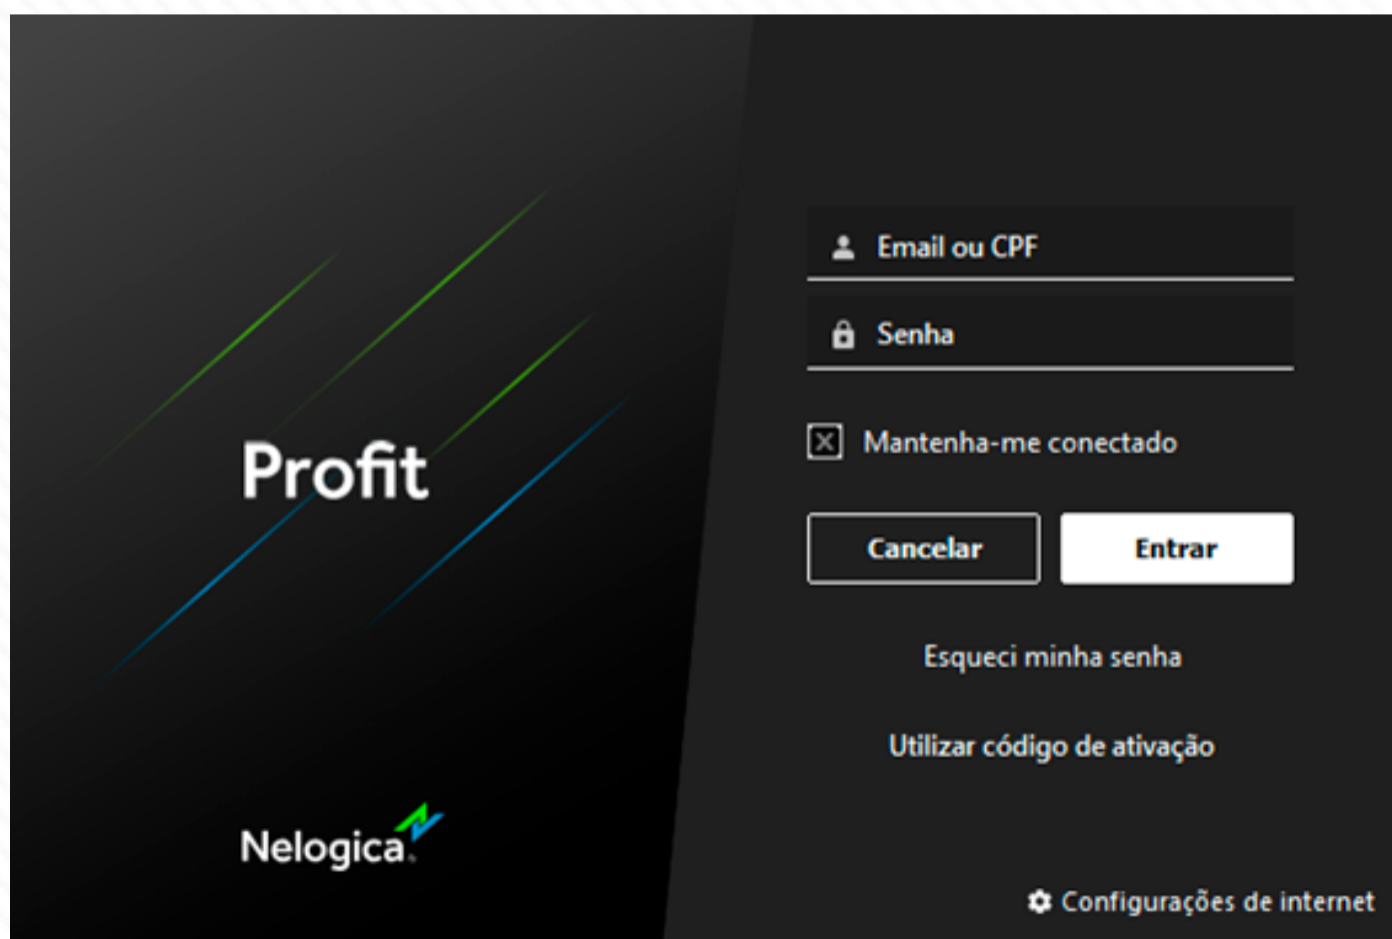 Profit
Nelogica
Email ou CPF
Senha
Mantenha-me conectado
Cancelar
Entrar
Esqueci minha senha
Utilizar código de ativação
Configurações de internet